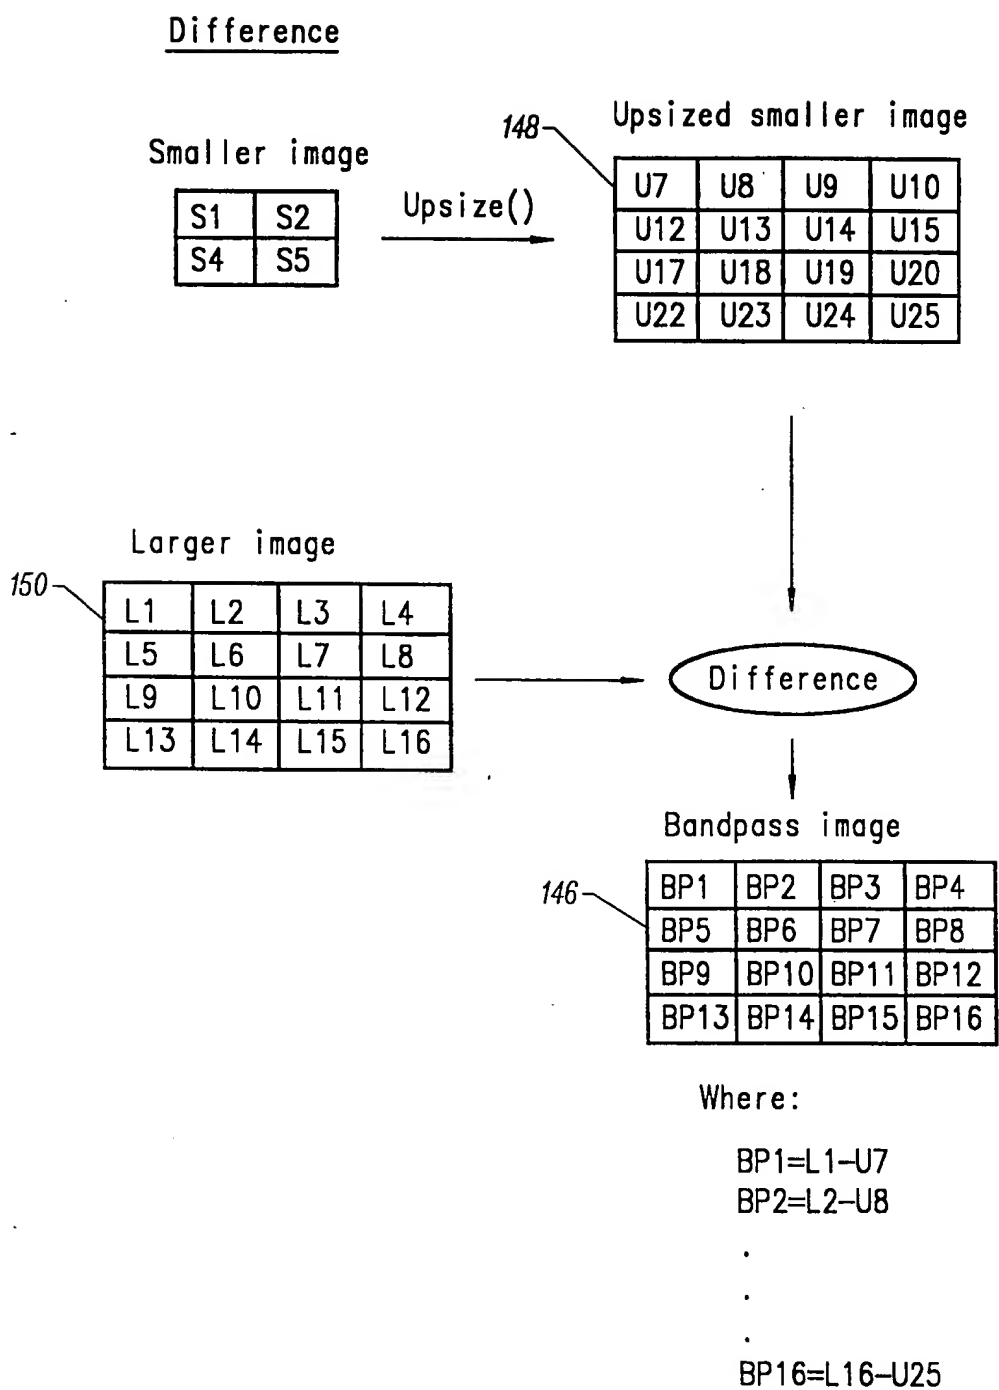 Difference
Smaller image
S1 S2
S4 S5
Upsize()
148
Upsized smaller image
U7 U8 U9 U10
U12 U13 U14 U15
U17 U18 U19 U20
U22 U23 U24 U25
Larger image
150
L1 L2 L3 L4
L5 L6 L7 L8
L9 L10 L11 L12
L13 L14 L15 L16
Difference
Bandpass image
146
BP1 BP2 BP3 BP4
BP5 BP6 BP7 BP8
BP9 BP10 BP11 BP12
BP13 BP14 BP15 BP16
Where:
BP1=L1-U7
BP2=L2-U8
.
.
.
BP16=L16-U25